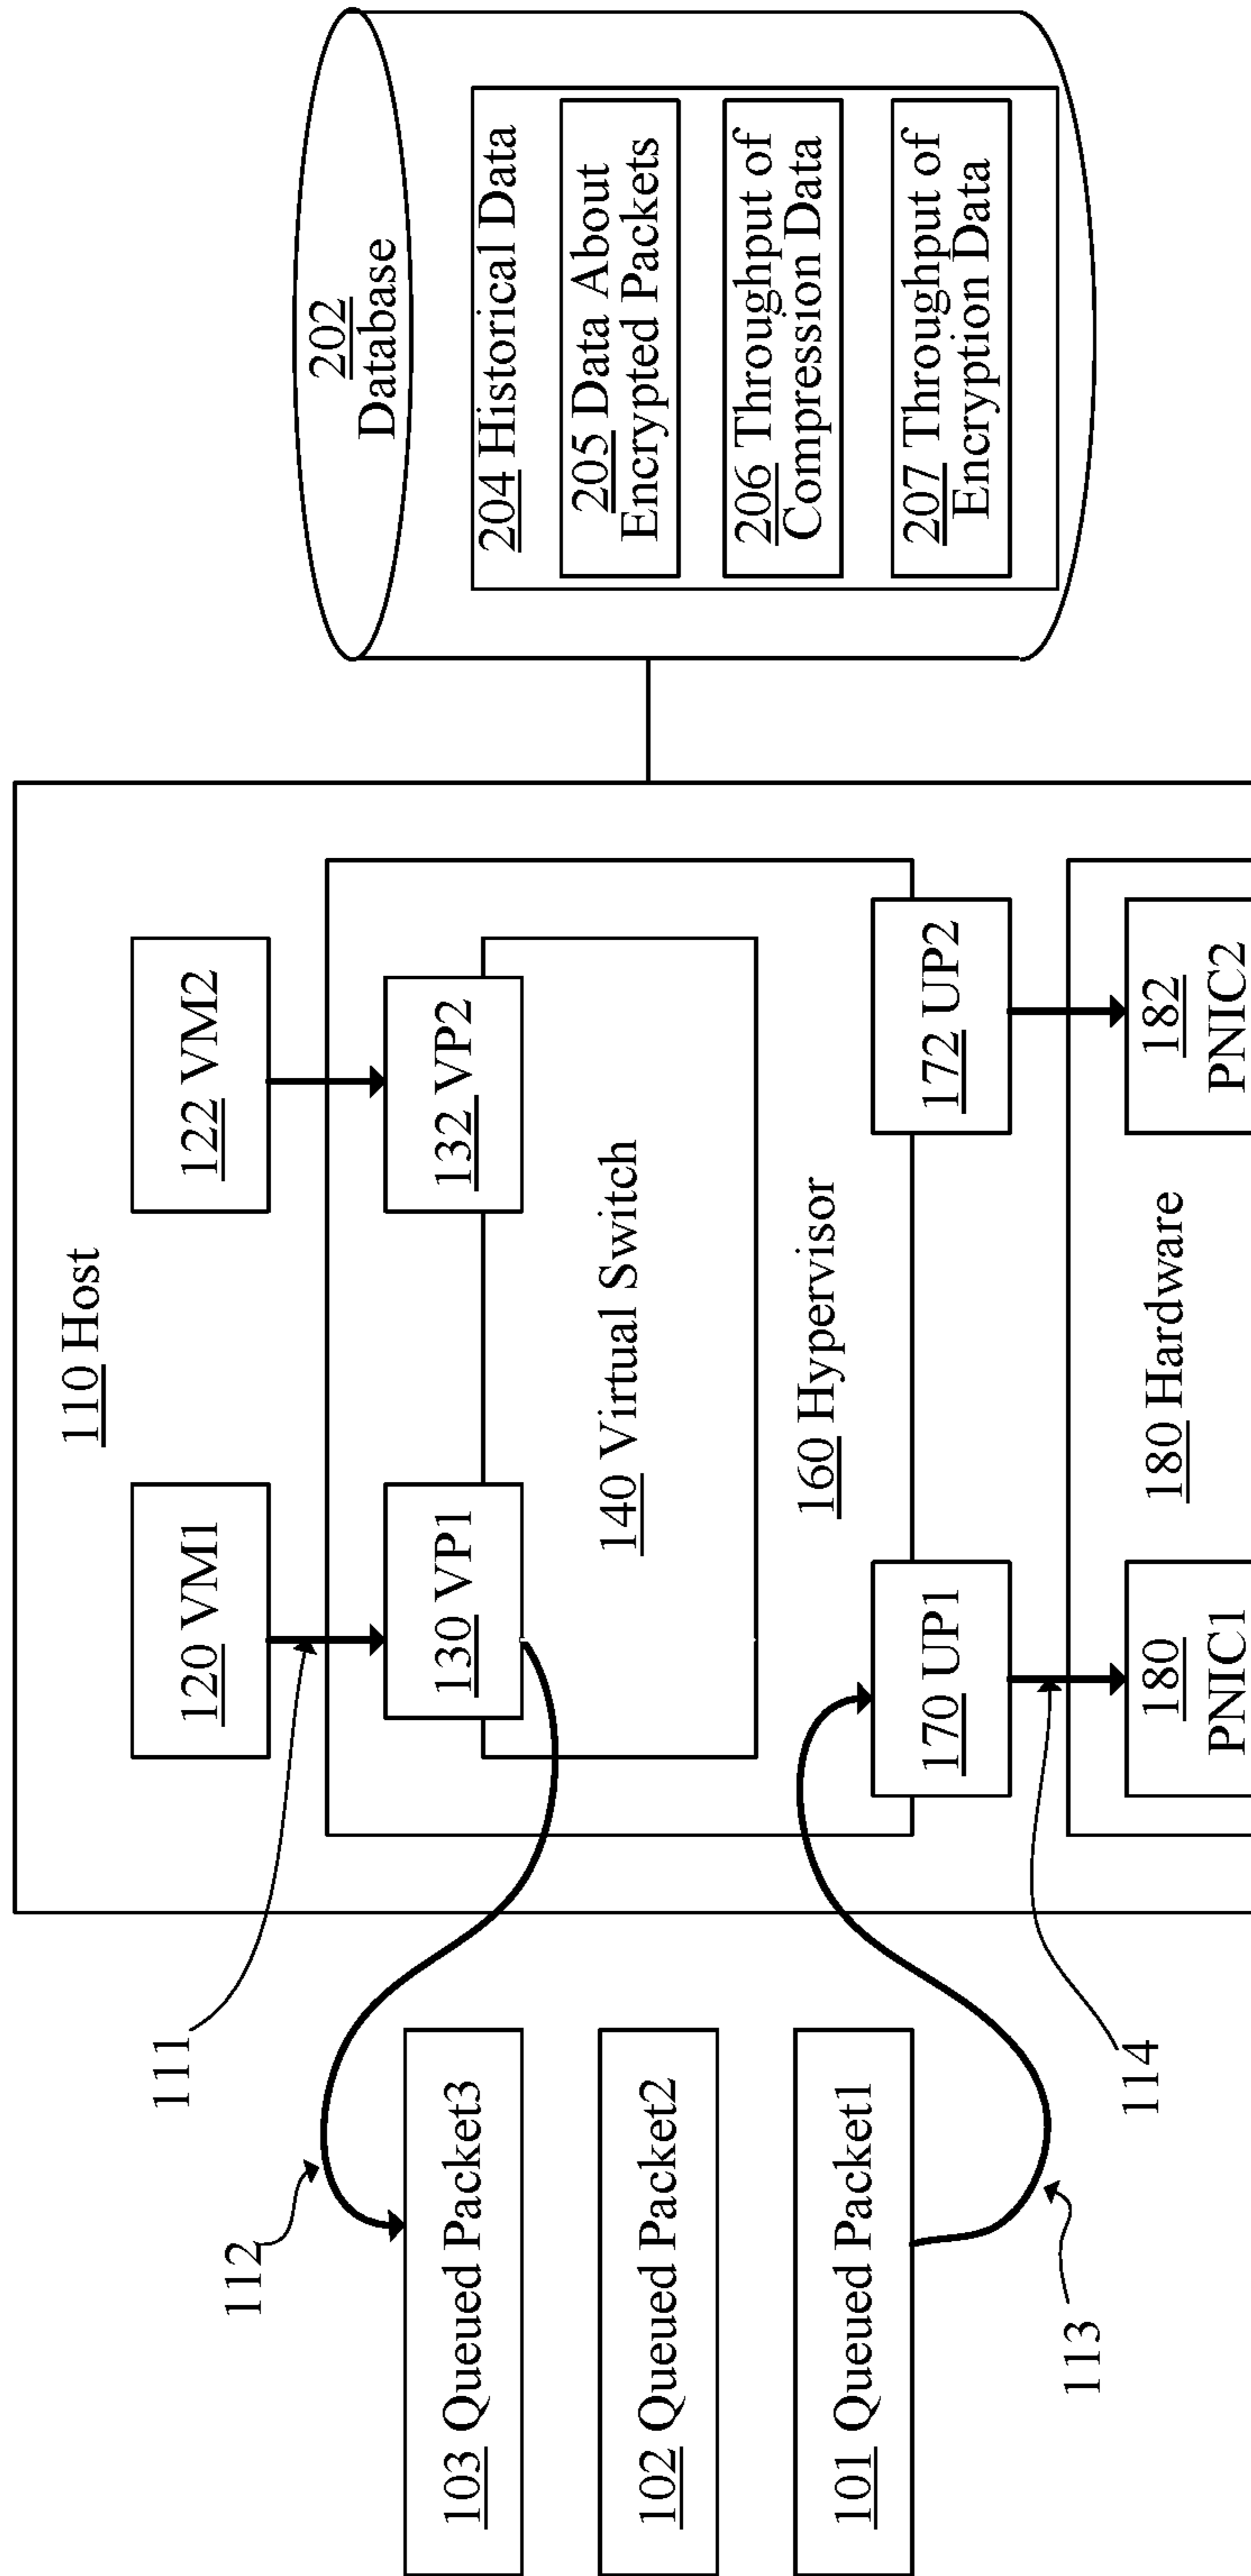 110 Host
120 VM1
122 VM2
111
130 VP1
132 VP2
112
140 Virtual Switch
160 Hypervisor
103 Queued Packet3
102 Queued Packet2
101 Queued Packet1
113
170 UP1
172 UP2
114
180 Hardware
180
PNIC1
182
PNIC2
202
Database
204 Historical Data
205 Data About
Encrypted Packets
206 Throughput of
Compression Data
207 Throughput of
Encryption Data